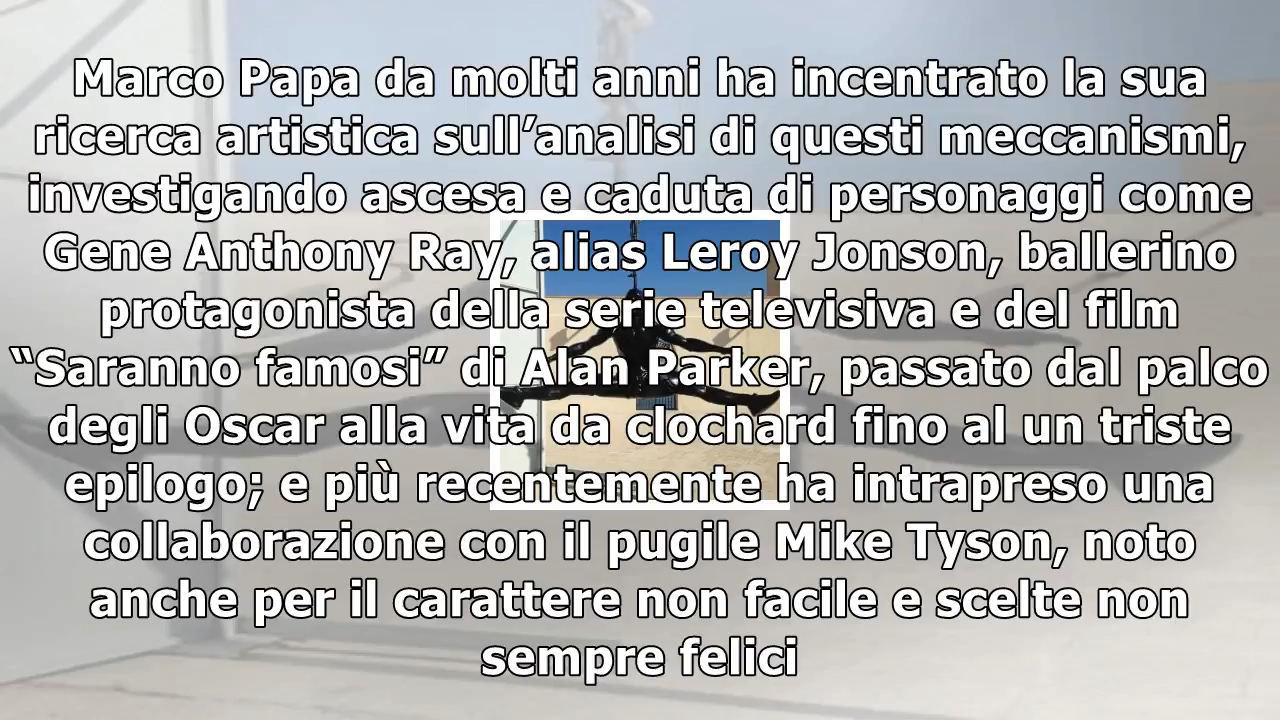 Marco Papa da molti anni ha incentrato la sua
ricerca artistica sull’analisi di questi meccanismi,
investigando ascesa e caduta di personaggi come
Gene Anthony Ray, alias Leroy Jonson, ballerino
protagonista della serie televisiva e del film
“Saranno famosi” di Alan Parker, passato dal palco
degli Oscar alla vita da clochard fino al un triste
epilogo; e più recentemente ha intrapreso una
collaborazione con il pugile Mike Tyson, noto
anche per il carattere non facile e scelte non
sempre felici